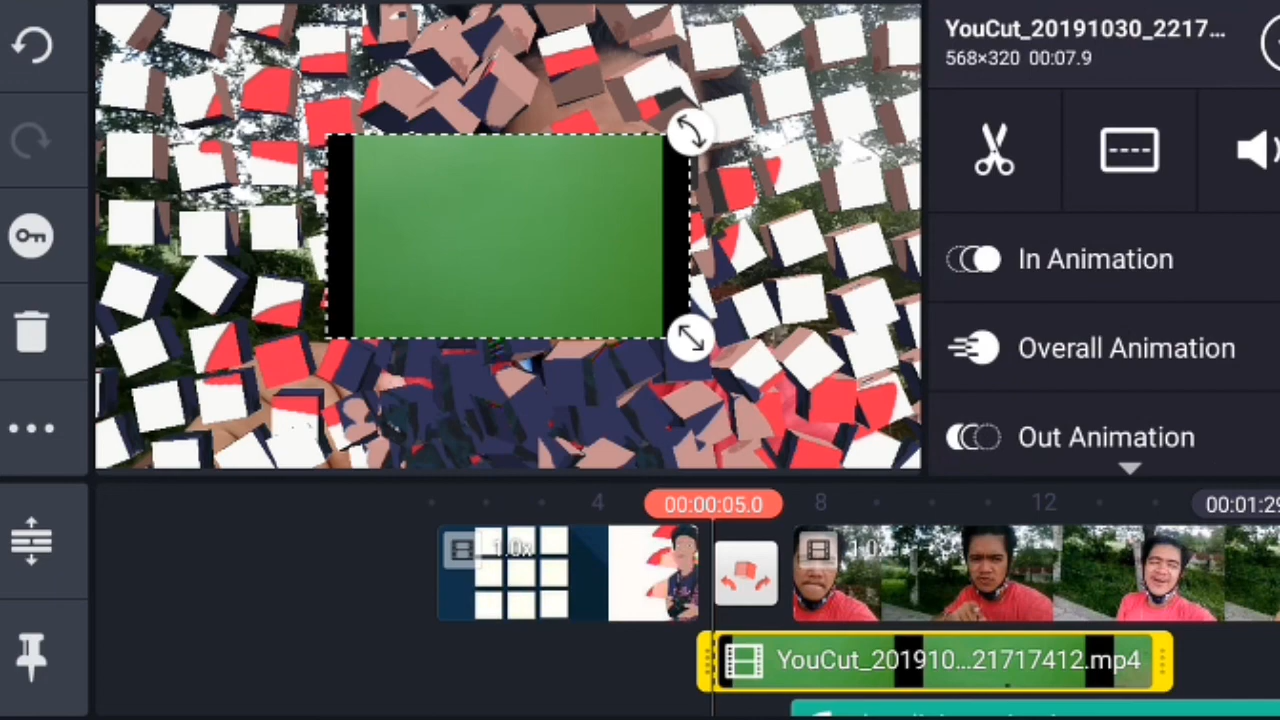 YouCut_20191030_2217...
568×320 00:07.9
In Animation
Overall Animation
Out Animation
4
00:00:05.0
8
12
00:01:29
1.0x
1.0x
YouCut_201910...21717412.mp4